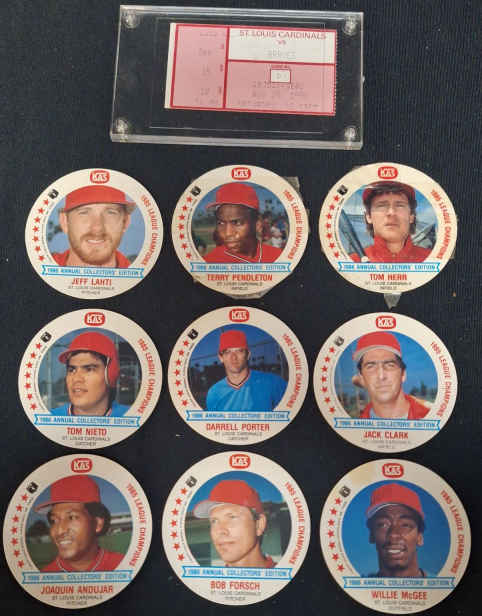 ST. LOUIS CARDINALS
VS
BRAVES
KAS
1985 LEAGUE CHAMPIONS
1986 ANNUAL COLLECTORS' EDITION
JEFF LAHTI
ST. LOUIS CARDINALS
PITCHER
KAS
1985 LEAGUE CHAMPIONS
1986 ANNUAL COLLECTORS' EDITION
TERRY PENDLETON
ST. LOUIS CARDINALS
INFIELD
KAS
1985 LEAGUE CHAMPIONS
1986 ANNUAL COLLECTORS' EDITION
TOM HERR
ST. LOUIS CARDINALS
INFIELD
KAS
1985 LEAGUE CHAMPIONS
1986 ANNUAL COLLECTORS' EDITION
TOM NIETO
ST. LOUIS CARDINALS
CATCHER
KAS
1985 LEAGUE CHAMPIONS
1986 ANNUAL COLLECTORS' EDITION
DARRELL PORTER
ST. LOUIS CARDINALS
CATCHER
KAS
1985 LEAGUE CHAMPIONS
1986 ANNUAL COLLECTORS' EDITION
JACK CLARK
ST. LOUIS CARDINALS
INFIELD
KAS
1985 LEAGUE CHAMPIONS
1986 ANNUAL COLLECTORS' EDITION
JOAQUIN ANDUJAR
ST. LOUIS CARDINALS
PITCHER
KAS
1985 LEAGUE CHAMPIONS
1986 ANNUAL COLLECTORS' EDITION
BOB FORSCH
ST. LOUIS CARDINALS
PITCHER
KAS
1985 LEAGUE CHAMPIONS
1986 ANNUAL COLLECTORS' EDITION
WILLIE McGEE
ST. LOUIS CARDINALS
OUTFIELD